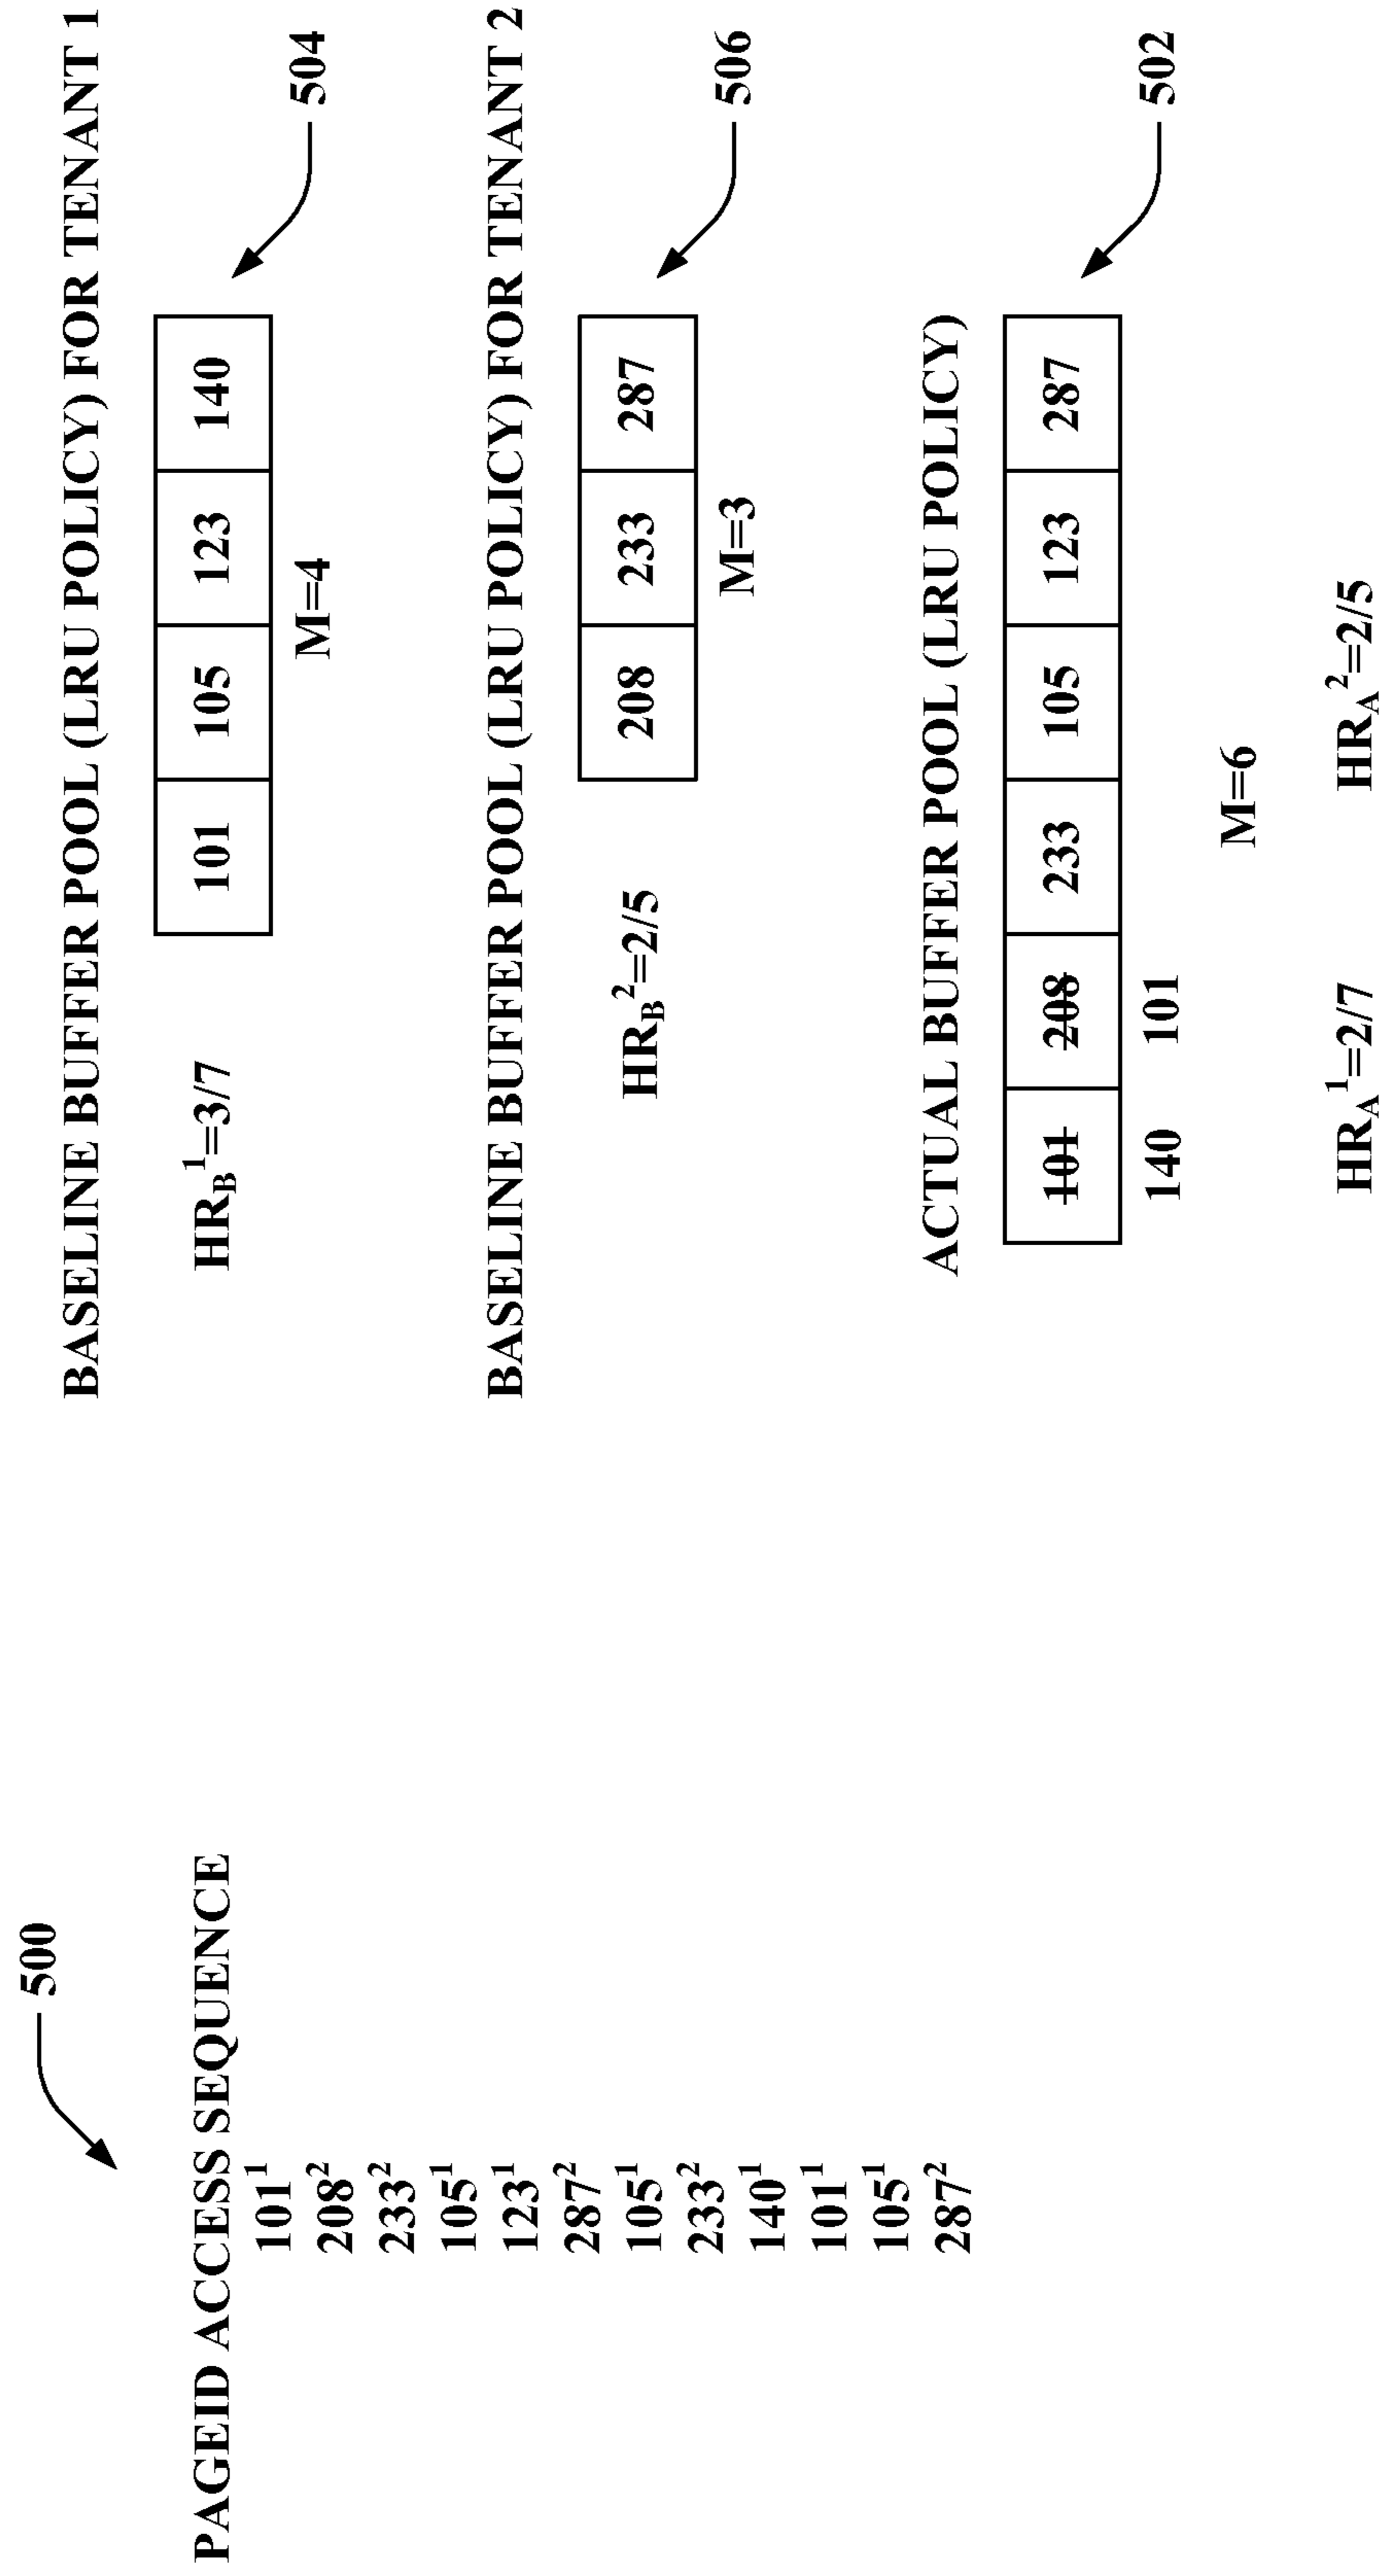 500
PAGEID ACCESS SEQUENCE
101¹
208²
233²
105¹
123¹
287²
105¹
233²
140¹
101¹
105¹
287²
BASELINE BUFFER POOL (LRU POLICY) FOR TENANT 1
504
101 105 123 140
HR_B¹=3/7
M=4
BASELINE BUFFER POOL (LRU POLICY) FOR TENANT 2
506
208 233 287
HR_B²=2/5
M=3
ACTUAL BUFFER POOL (LRU POLICY)
502
101 208 233 105 123 287
140 101
M=6
HR_A¹=2/7 HR_A²=2/5